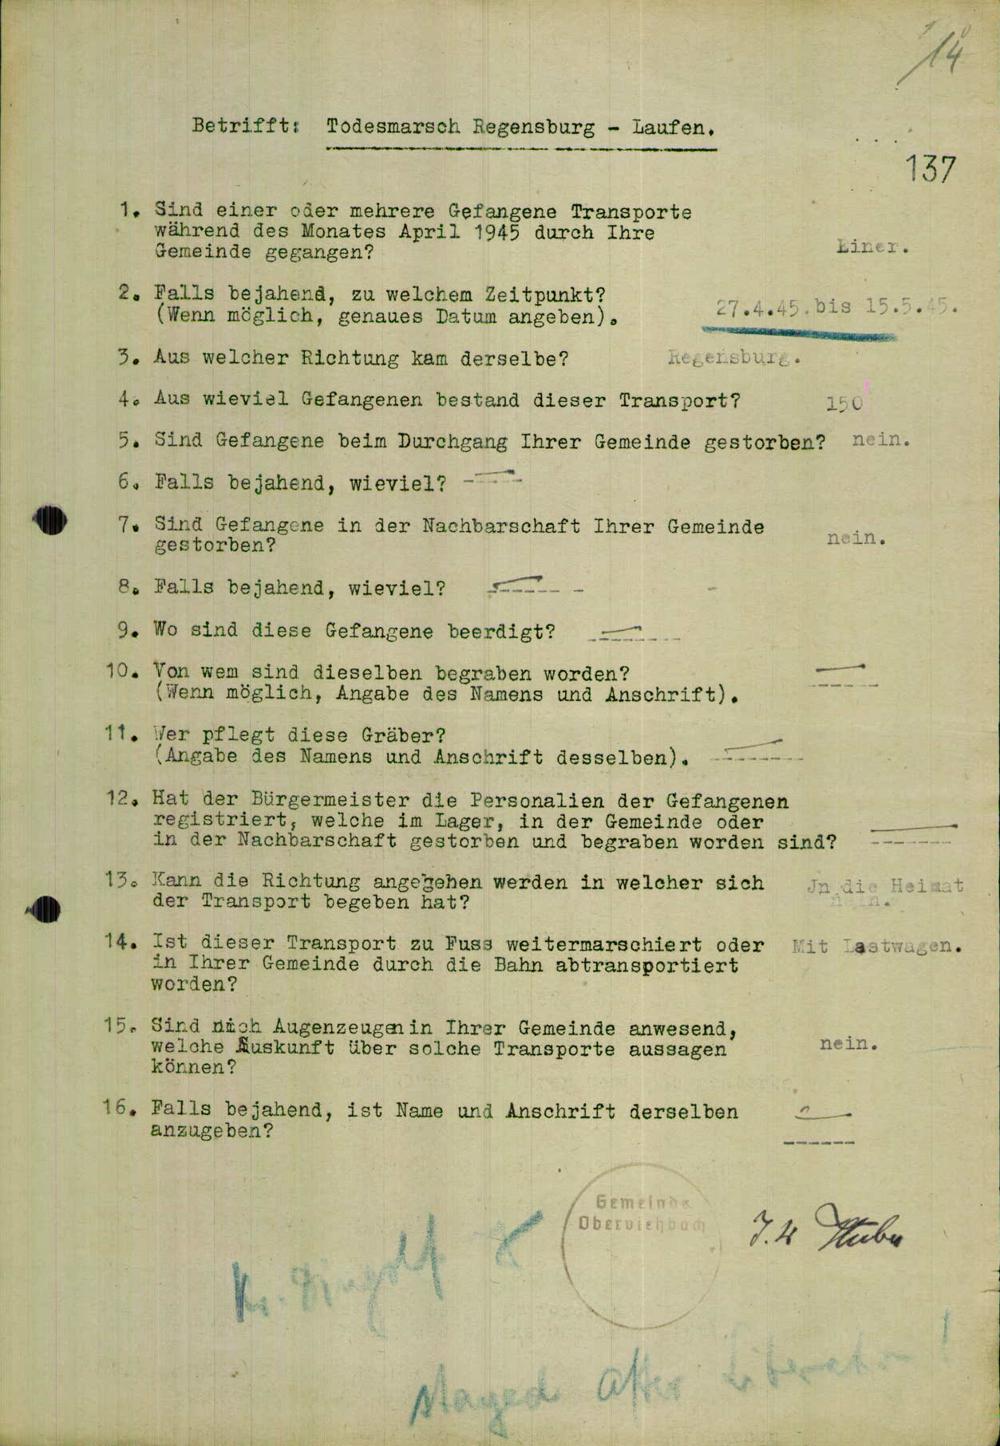 14
Betrifft: Todesmarsch Regensburg - Laufen.
137
1. Sind einer oder mehrere Gefangene Transporte
während des Monates April 1945 durch Ihre
Gemeinde gegangen? Einer.
2. Falls bejahend, zu welchem Zeitpunkt?
(Wenn möglich, genaues Datum angeben). 27.4.45.bis 15.5.45.
3. Aus welcher Richtung kam derselbe? Regensburg.
4. Aus wieviel Gefangenen bestand dieser Transport? 150
5. Sind Gefangene beim Durchgang Ihrer Gemeinde gestorben? nein.
6. Falls bejahend, wieviel? - - - -
7. Sind Gefangene in der Nachbarschaft Ihrer Gemeinde
gestorben? nein.
8. Falls bejahend, wieviel? ------ -
9. Wo sind diese Gefangene beerdigt? -------
10. Von wem sind dieselben begraben worden?
(Wenn möglich, Angabe des Namens und Anschrift). -----
11. Wer pflegt diese Gräber?
(Angabe des Namens und Anschrift desselben). --------
12. Hat der Bürgermeister die Personalien der Gefangenen
registriert, welche im Lager, in der Gemeinde oder
in der Nachbarschaft gestorben und begraben worden sind? -------
13. Kann die Richtung angegehen werden in welcher sich Jn die Heimat
der Transport begeben hat? nein.
14. Ist dieser Transport zu Fuss weitermarschiert oder Mit Lastwagen.
in Ihrer Gemeinde durch die Bahn abtransportiert
worden?
15. Sind nich Augenzeugen in Ihrer Gemeinde anwesend,
welche Auskunft über solche Transporte aussagen nein.
können?
16. Falls bejahend, ist Name und Anschrift derselben
anzugeben? ------
Gemeinde
Oberviehbach
J.V Huber
Kr. Dingolf
stayed after Liberation!